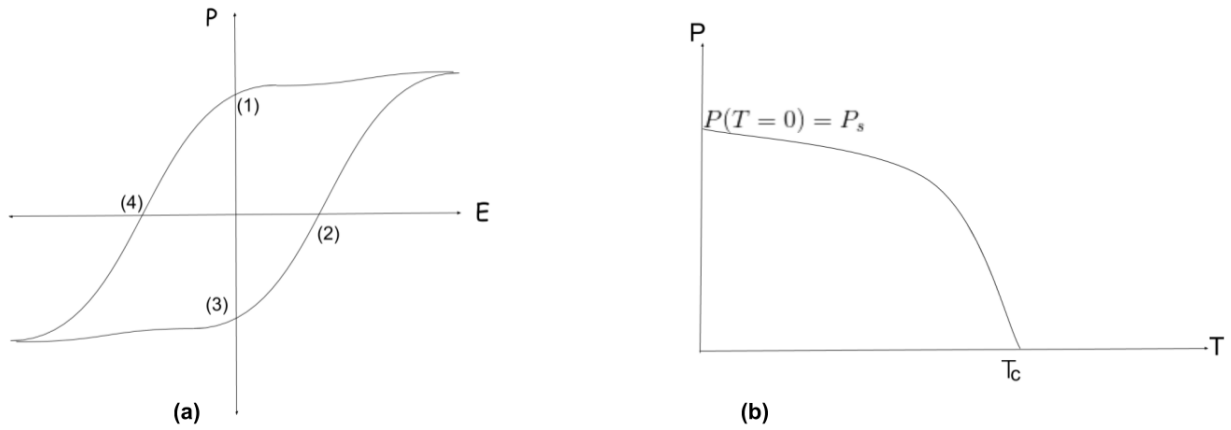 P
(1)
(4)
E
(2)
(3)
(a)
P
P(T = 0) = P_s
T
T_c
(b)